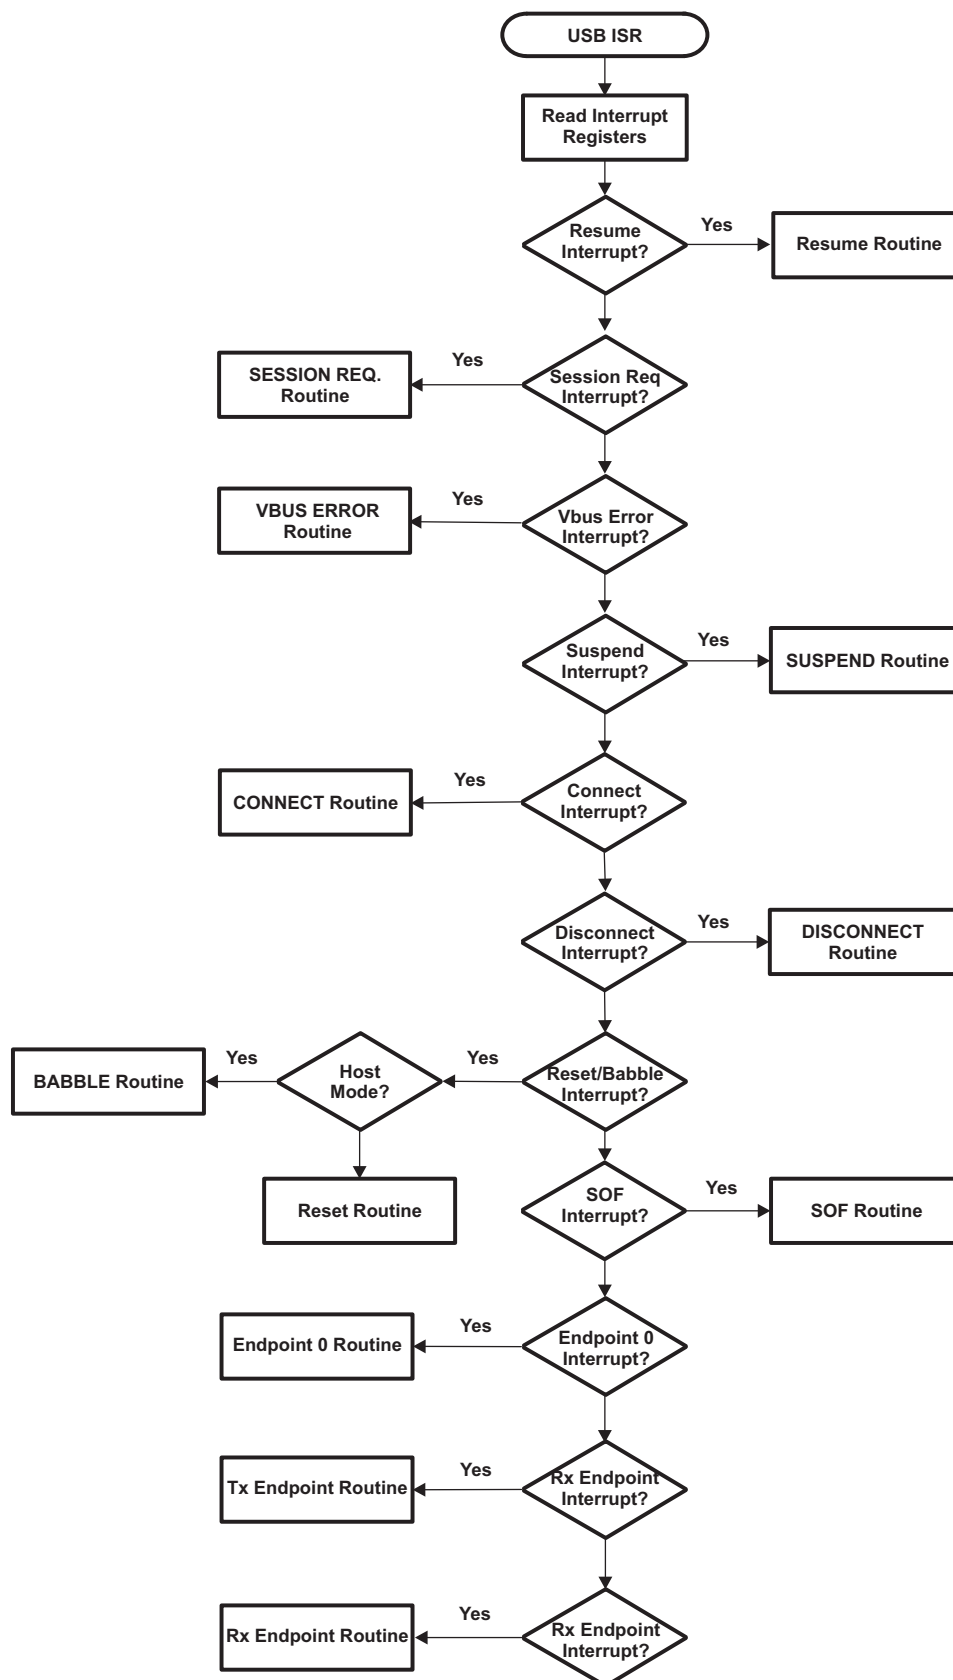 USB ISR
Read Interrupt
Registers
Resume
Interrupt?
Yes
Resume Routine
Session Req
Interrupt?
Yes
SESSION REQ.
Routine
Vbus Error
Interrupt?
Yes
VBUS ERROR
Routine
Suspend
Interrupt?
Yes
SUSPEND Routine
Connect
Interrupt?
Yes
CONNECT Routine
Disconnect
Interrupt?
Yes
DISCONNECT
Routine
Reset/Babble
Interrupt?
Yes
Host
Mode?
Yes
BABBLE Routine
Reset Routine
SOF
Interrupt?
Yes
SOF Routine
Endpoint 0
Interrupt?
Yes
Endpoint 0 Routine
Rx Endpoint
Interrupt?
Yes
Tx Endpoint Routine
Rx Endpoint
Interrupt?
Yes
Rx Endpoint Routine